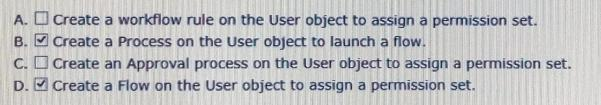 A. ☐ Create a workflow rule on the User object to assign a permission set.
B. ☑ Create a Process on the User object to launch a flow.
C. ☐ Create an Approval process on the User object to assign a permission set.
D. ☑ Create a Flow on the User object to assign a permission set.